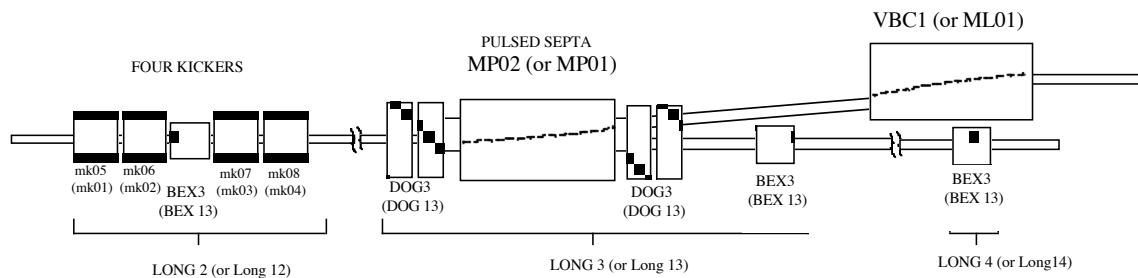 VBC1 (or ML01)
PULSED SEPTA
MP02 (or MP01)
FOUR KICKERS
mk05
(mk01)
mk06
(mk02)
BEX3
(BEX 13)
mk07
(mk03)
mk08
(mk04)
DOG3
(DOG 13)
DOG3
(DOG 13)
BEX3
(BEX 13)
BEX3
(BEX 13)
LONG 2 (or Long 12)
LONG 3 (or Long 13)
LONG 4 (or Long14)